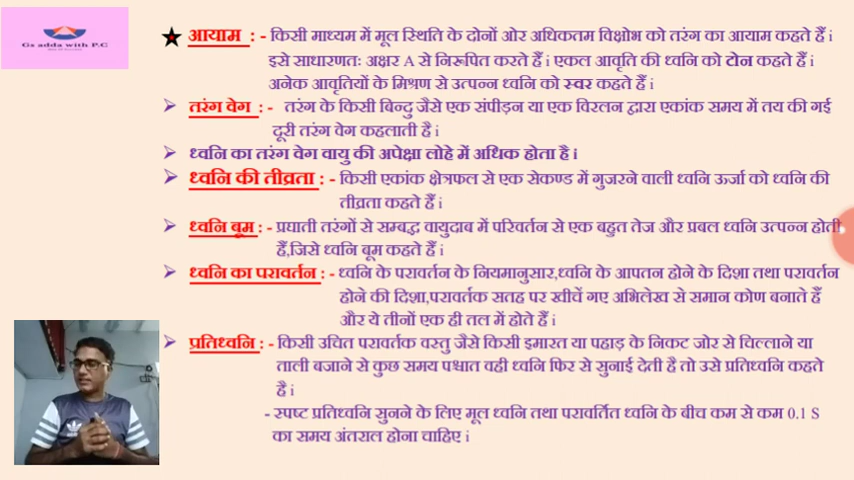 Gs adda with P.C
आयाम : - किसी माध्यम में मूल स्थिति के दोनों ओर अधिकतम विक्षोभ को तरंग का आयाम कहते हैं i
इसे साधारणतः अक्षर A से निरूपित करते हैं i एकल आवृति की ध्वनि को टोन कहते हैं i
अनेक आवृतियों के मिश्रण से उत्पन्न ध्वनि को स्वर कहते हैं i
तरंग वेग : - तरंग के किसी बिन्दु जैसे एक संपीड़न या एक विरलन द्वारा एकांक समय में तय की गई
दूरी तरंग वेग कहलाती है i
ध्वनि का तरंग वेग वायु की अपेक्षा लोहे में अधिक होता है i
ध्वनि की तीव्रता : - किसी एकांक क्षेत्रफल से एक सेकण्ड में गुजरने वाली ध्वनि ऊर्जा को ध्वनि की
तीव्रता कहते हैं i
ध्वनि बूम : - प्रघाती तरंगों से सम्बद्ध वायुदाब में परिवर्तन से एक बहुत तेज और प्रबल ध्वनि उत्पन्न होती
हैं,जिसे ध्वनि बूम कहते हैं i
ध्वनि का परावर्तन : - ध्वनि के परावर्तन के नियमानुसार,ध्वनि के आपतन होने के दिशा तथा परावर्तन
होने की दिशा,परावर्तक सतह पर खीचें गए अभिलेख से समान कोण बनाते हैं
और ये तीनों एक ही तल में होते हैं i
प्रतिध्वनि : - किसी उचित परावर्तक वस्तु जैसे किसी इमारत या पहाड़ के निकट जोर से चिल्लाने या
ताली बजाने से कुछ समय पश्चात वही ध्वनि फिर से सुनाई देती है तो उसे प्रतिध्वनि कहते
है i
- स्पष्ट प्रतिध्वनि सुनने के लिए मूल ध्वनि तथा परावर्तित ध्वनि के बीच कम से कम 0.1 S
का समय अंतराल होना चाहिए i